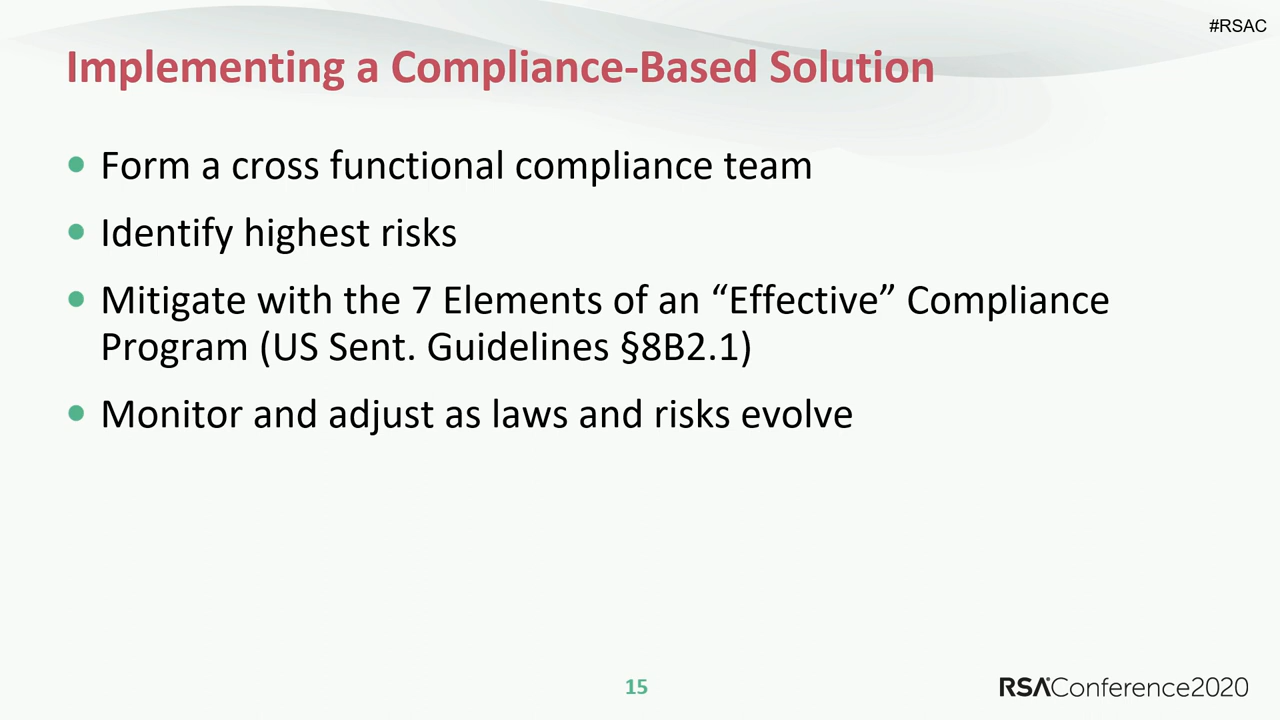 #RSAC
Implementing a Compliance-Based Solution
• Form a cross functional compliance team
• Identify highest risks
• Mitigate with the 7 Elements of an “Effective” Compliance
Program (US Sent. Guidelines §8B2.1)
• Monitor and adjust as laws and risks evolve
15
RSAConference2020